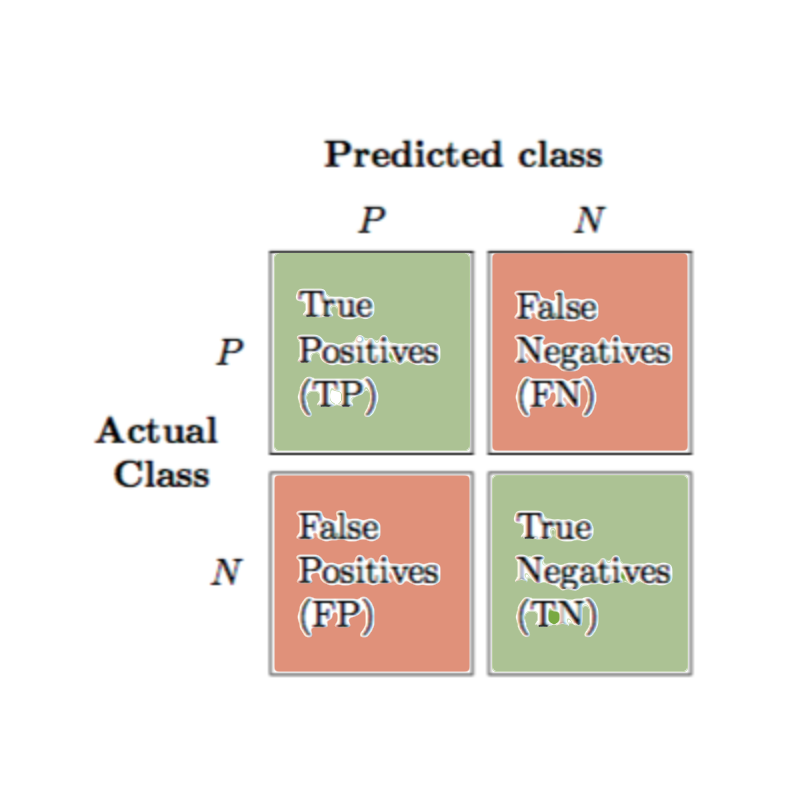 Predicted class
P N
True
Positives
(TP)
False
Negatives
(FN)
P
Actual
Class
False
Positives
(FP)
True
Negatives
(TN)
N